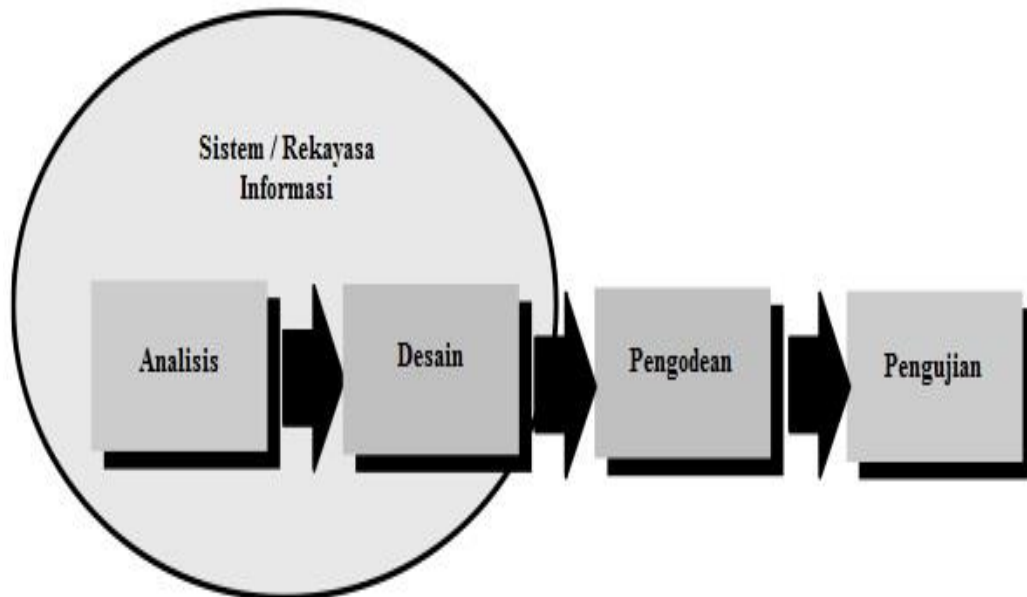 Sistem / Rekayasa
Informasi
Analisis
Desain
Pengodean
Pengujian